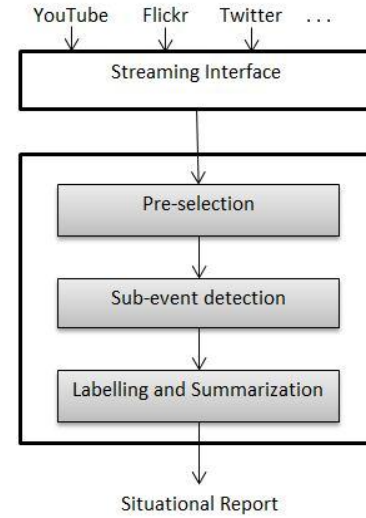 YouTube Flickr Twitter ...
Streaming Interface
Pre-selection
Sub-event detection
Labelling and Summarization
Situational Report